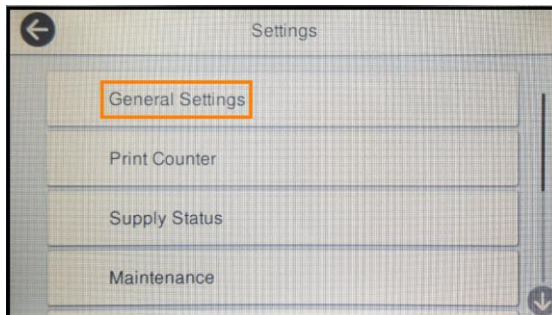 Settings
General Settings
Print Counter
Supply Status
Maintenance